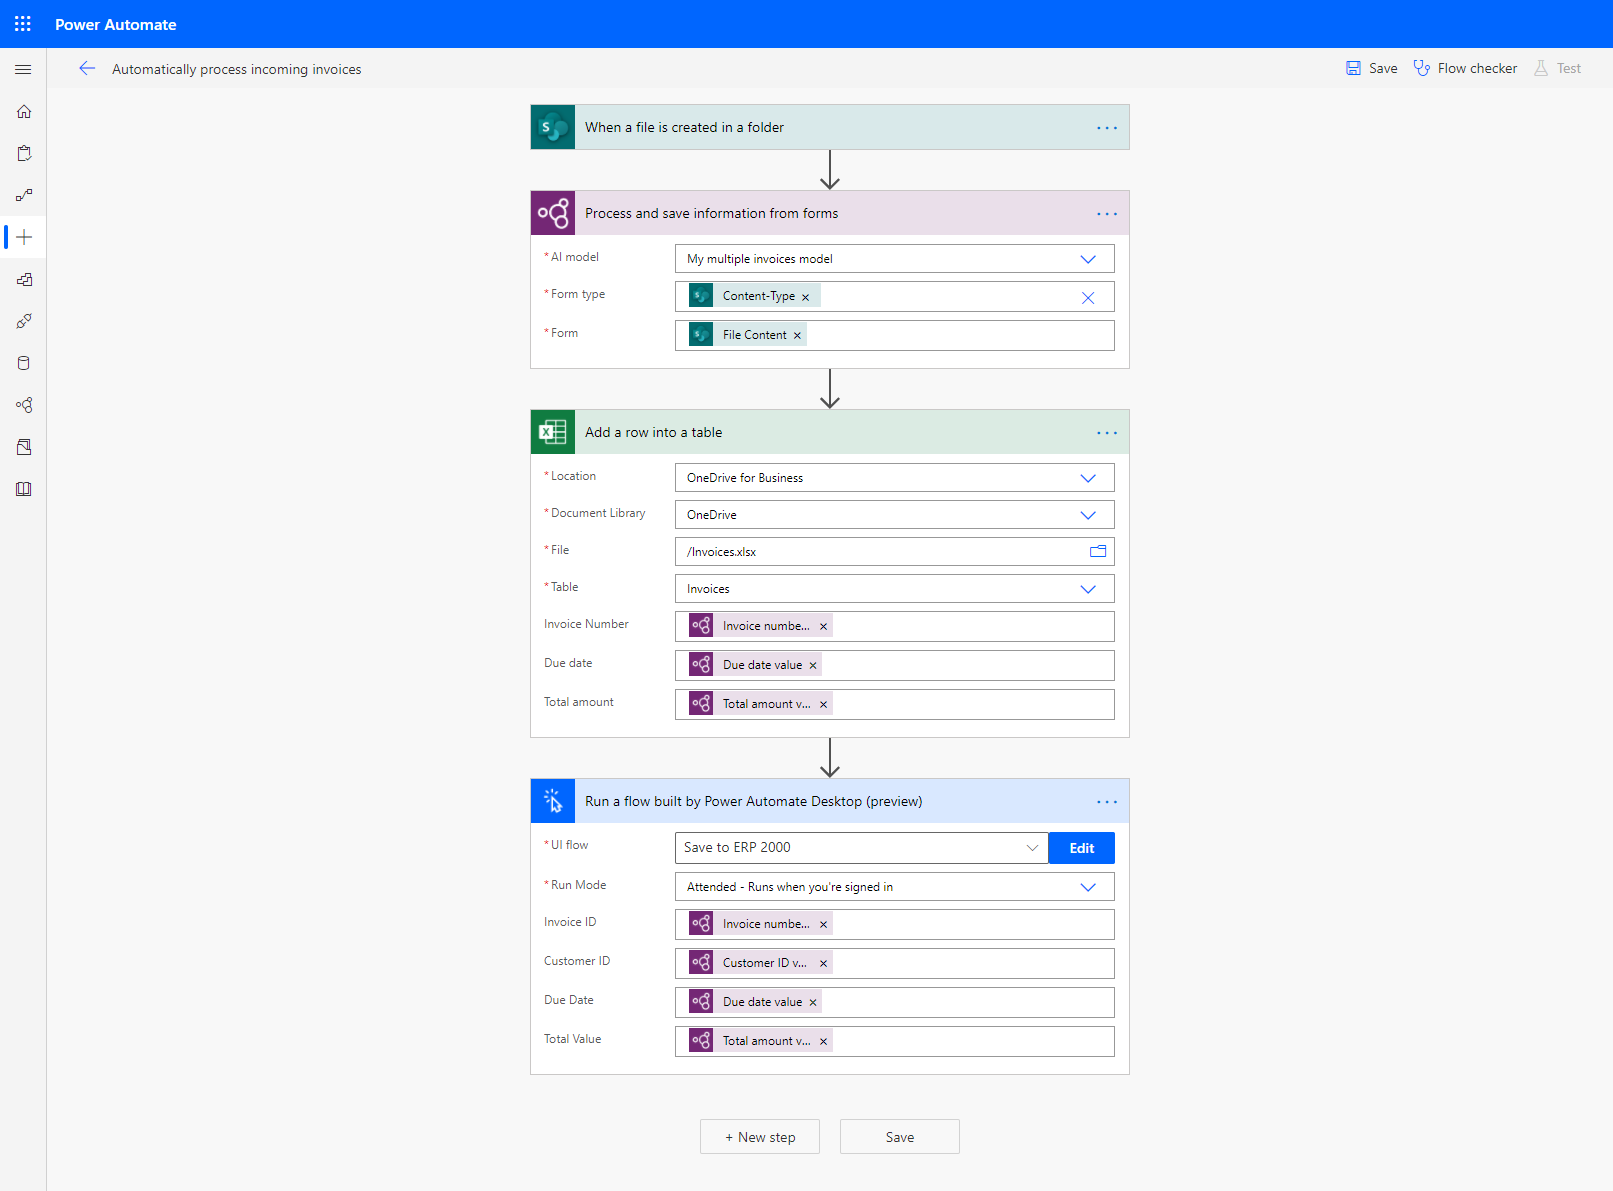 Power Automate
Automatically process incoming invoices
Save
Flow checker
Test
When a file is created in a folder
Process and save information from forms
*AI model
My multiple invoices model
*Form type
Content-Type
*Form
File Content
Add a row into a table
*Location
OneDrive for Business
*Document Library
OneDrive
*File
/Invoices.xlsx
*Table
Invoices
Invoice Number
Invoice numbe...
Due date
Due date value
Total amount
Total amount v...
Run a flow built by Power Automate Desktop (preview)
*UI flow
Save to ERP 2000
Edit
*Run Mode
Attended - Runs when you're signed in
Invoice ID
Invoice numbe...
Customer ID
Customer ID v...
Due Date
Due date value
Total Value
Total amount v...
+ New step
Save